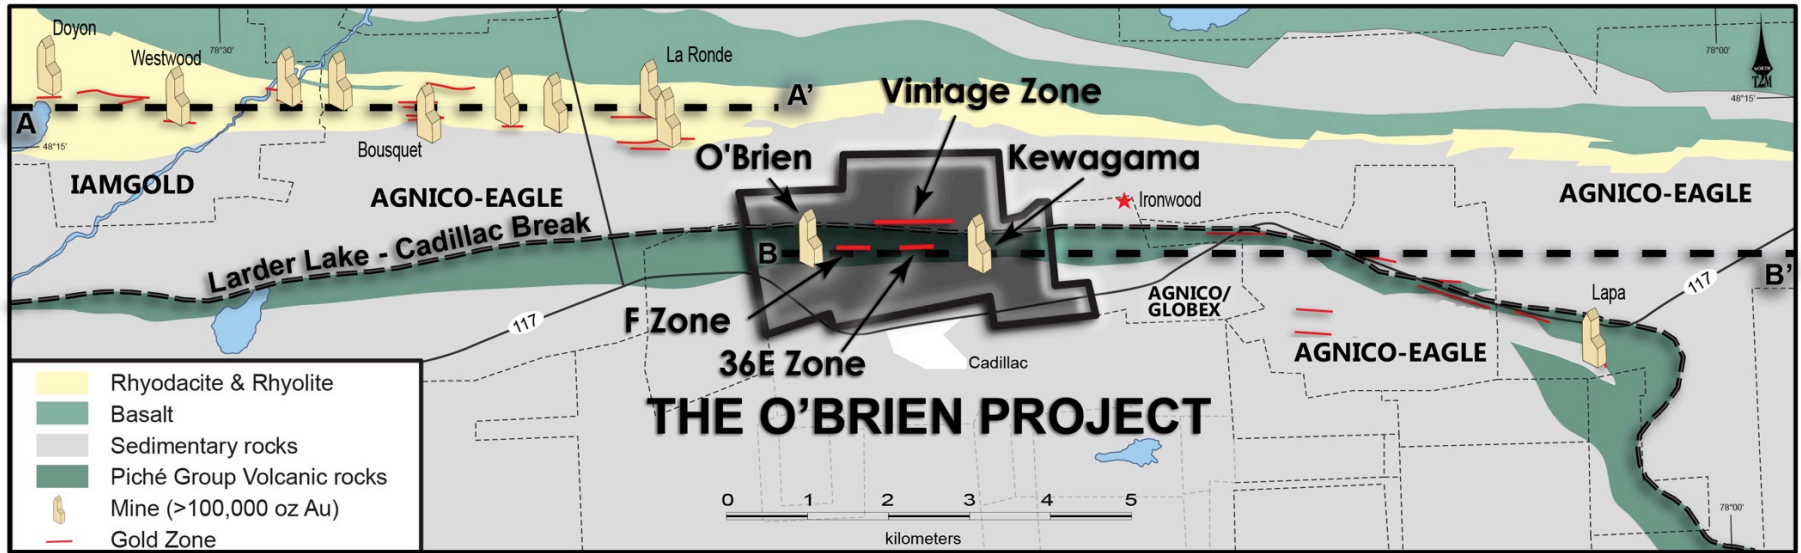 Doyon
78°30'
Westwood
La Ronde
78°00'
NORTH
T2M
Vintage Zone
A'
48°15'
A
48°15'
Bousquet
O'Brien
Kewagama
IAMGOLD
AGNICO-EAGLE
Ironwood
AGNICO-EAGLE
Larder Lake - Cadillac Break
B
B'
117
AGNICO/
GLOBEX
Lapa
117
F Zone
36E Zone
Cadillac
AGNICO-EAGLE
THE O’BRIEN PROJECT
Rhyodacite & Rhyolite
Basalt
Sedimentary rocks
Piché Group Volcanic rocks
Mine (>100,000 oz Au)
Gold Zone
0 1 2 3 4 5
kilometers
78°00'